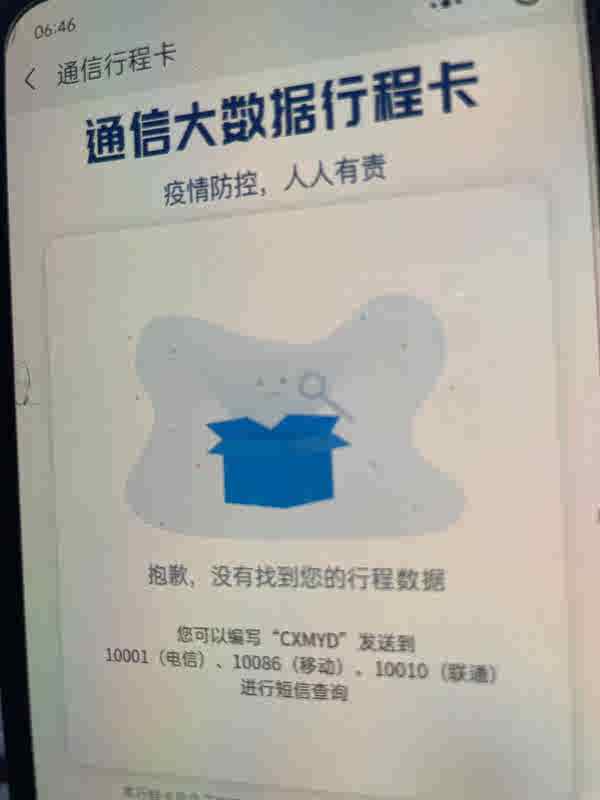 06:46
通信行程卡
通信大数据行程卡
疫情防控，人人有责
抱歉，没有找到您的行程数据
您可以编写“CXMYD”发送到
10001（电信）、10086（移动）、10010（联通）
进行短信查询